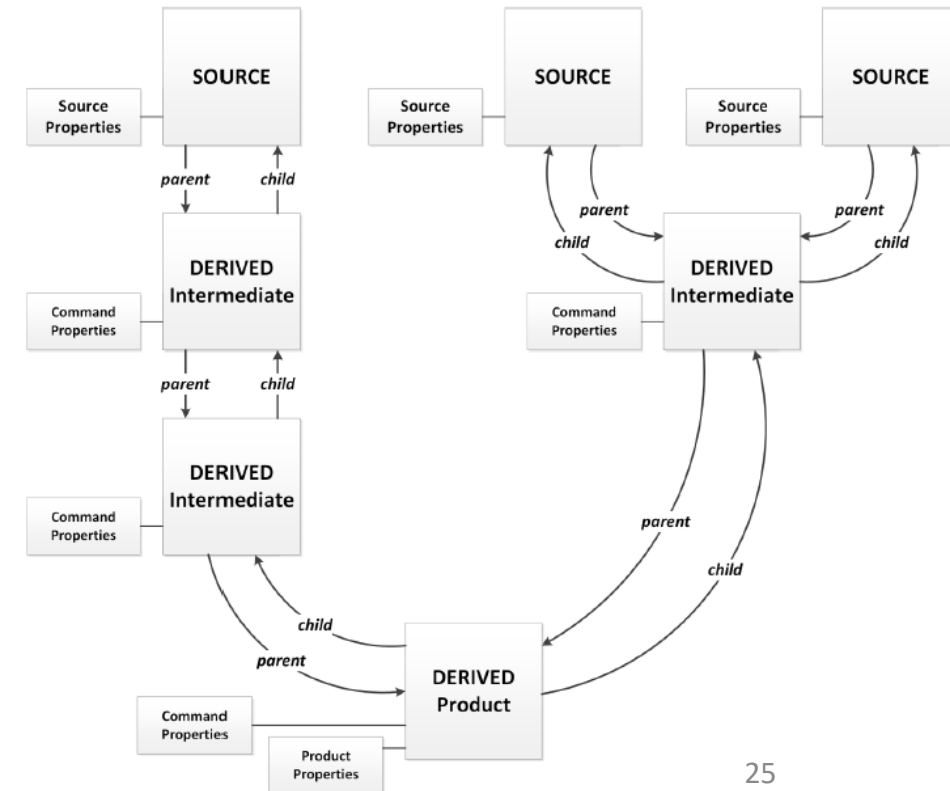 SOURCE
SOURCE
SOURCE
Source
Properties
Source
Properties
Source
Properties
parent
child
parent
child
parent
child
DERIVED
Intermediate
DERIVED
Intermediate
Command
Properties
Command
Properties
parent
child
DERIVED
Intermediate
Command
Properties
parent
child
child
parent
DERIVED
Product
Command
Properties
Product
Properties
25